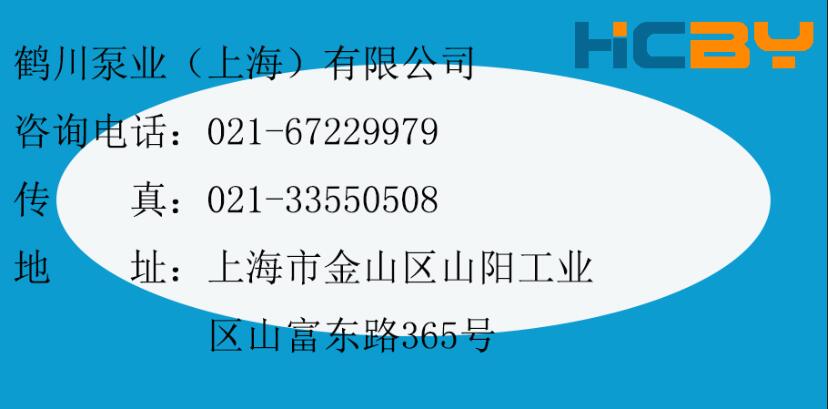 HCBY
鹤川泵业（上海）有限公司
咨询电话：021-67229979
传　　真：021-33550508
地　　址：上海市金山区山阳工业
区山富东路365号